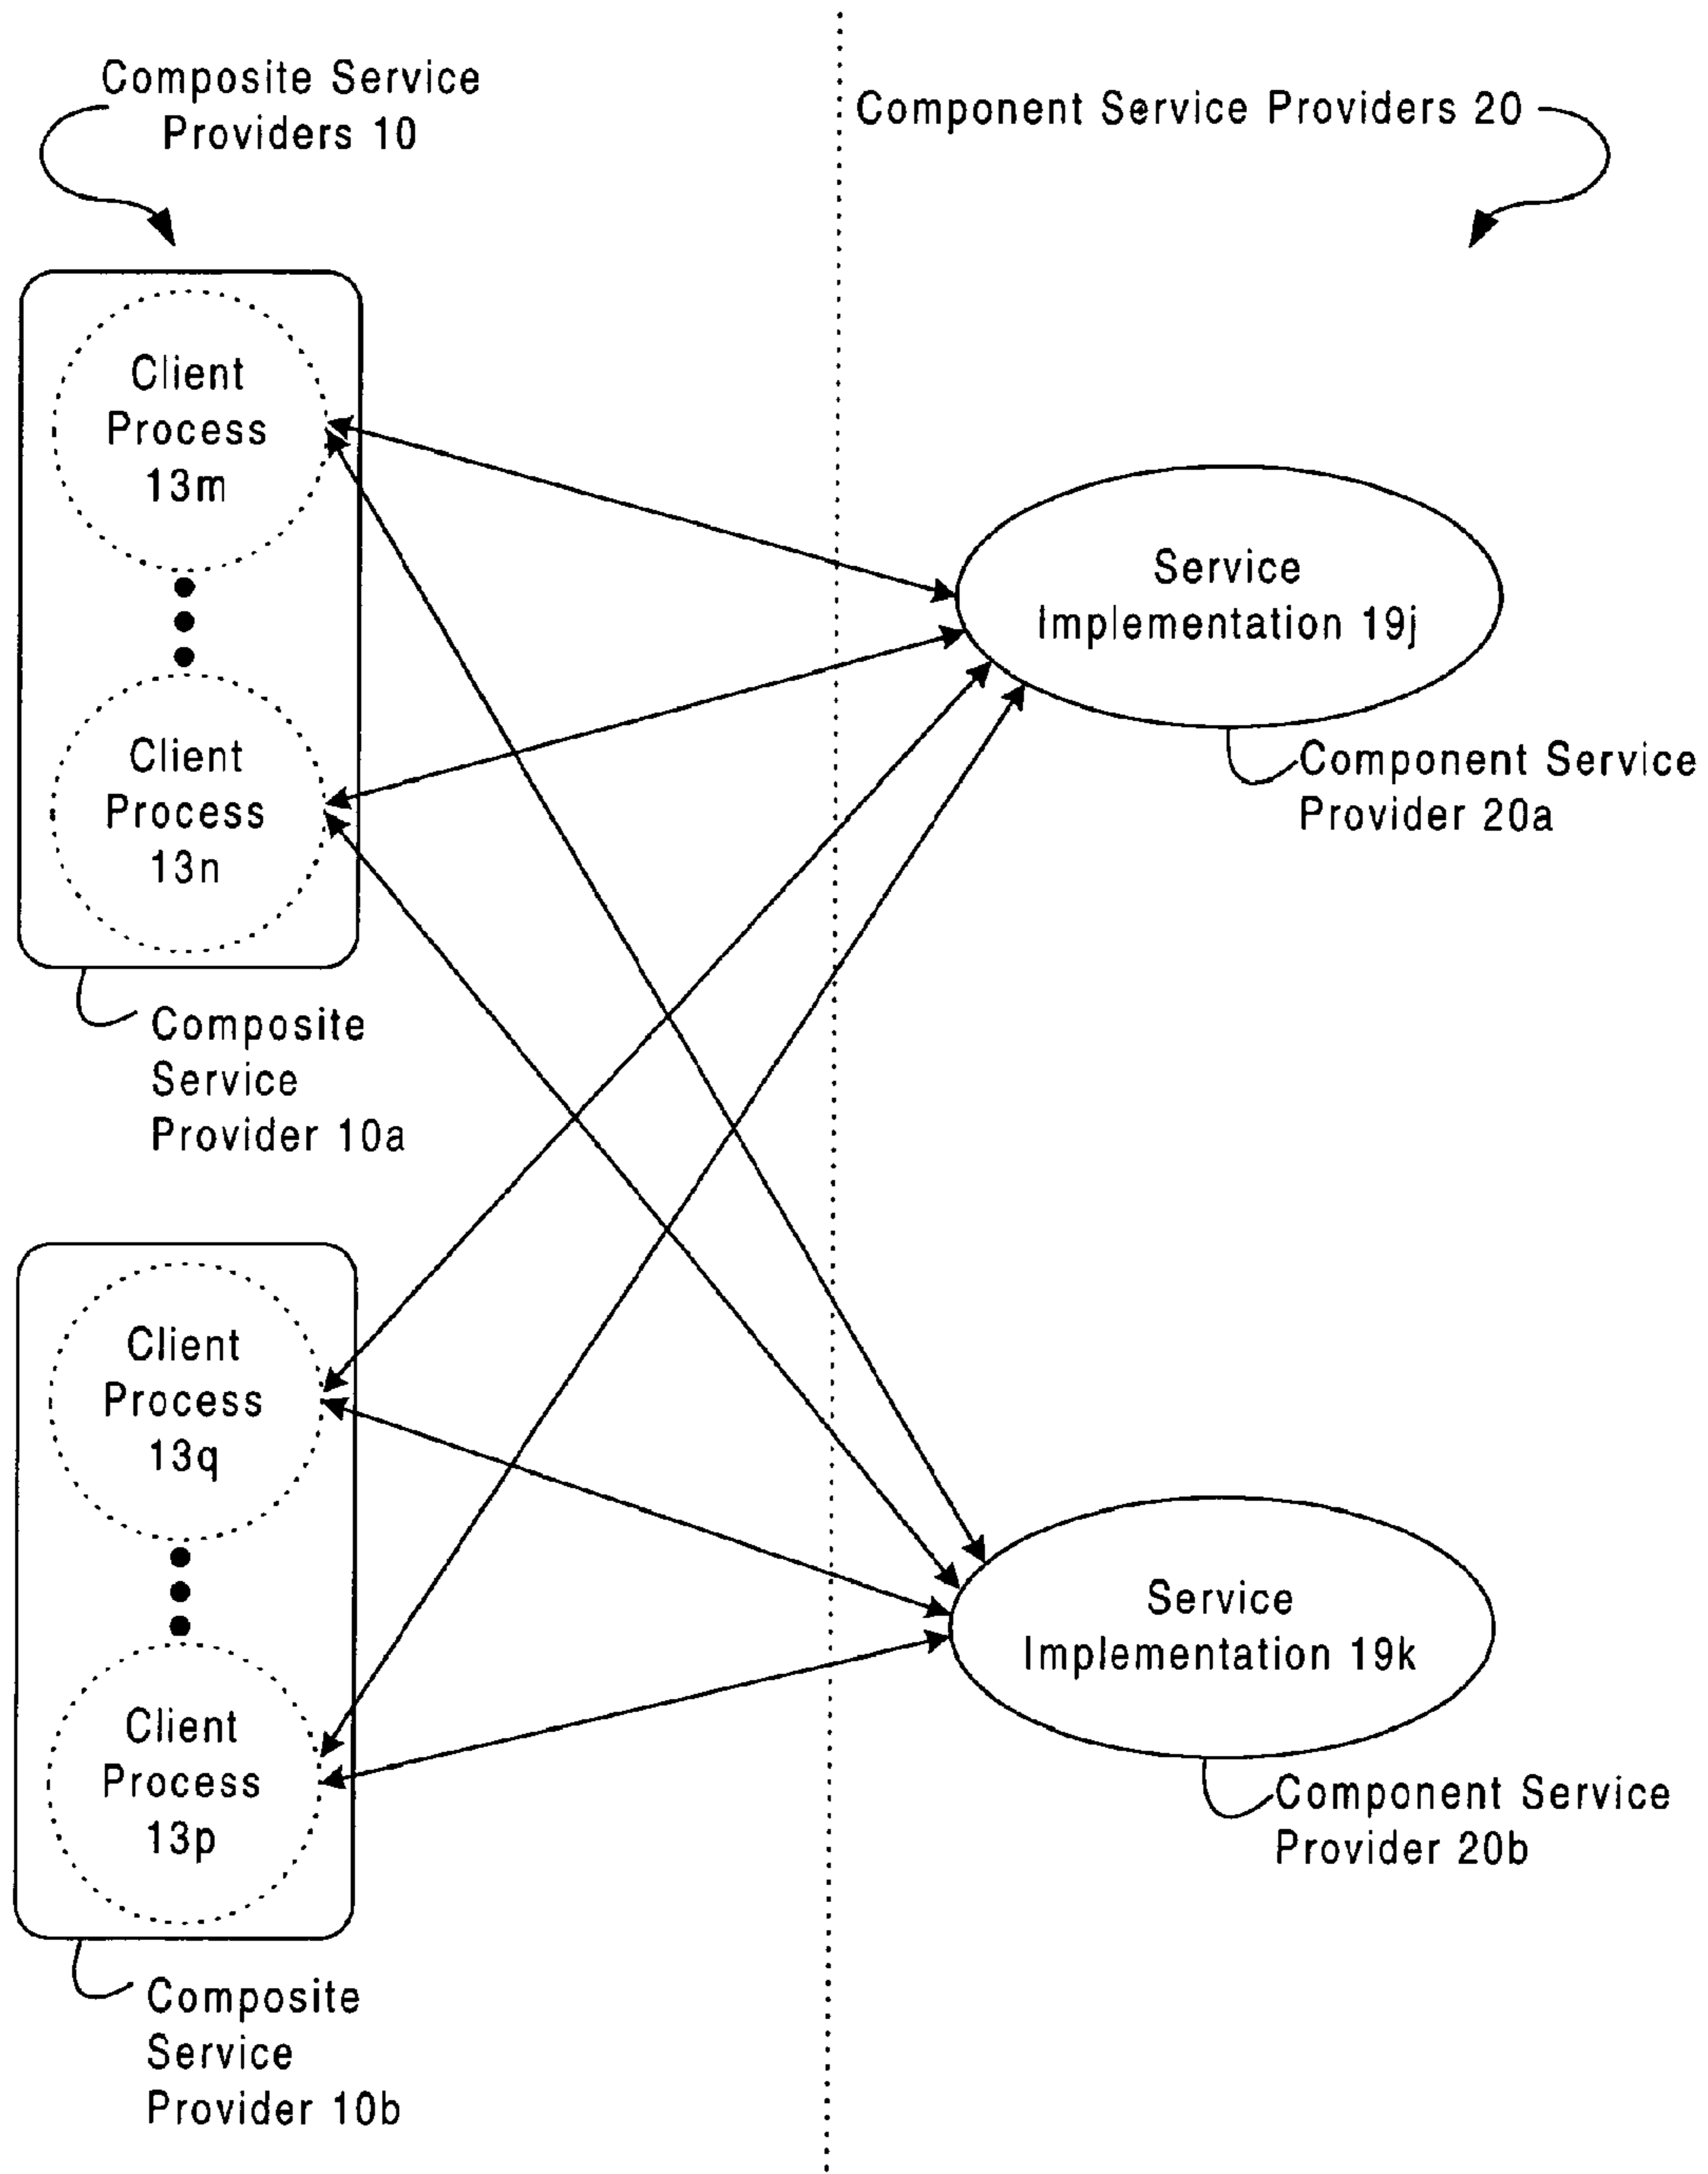 Composite Service
Providers 10
Component Service Providers 20
Client
Process
13m
Client
Process
13n
Composite
Service
Provider 10a
Service
Implementation 19j
Component Service
Provider 20a
Client
Process
13q
Client
Process
13p
Composite
Service
Provider 10b
Service
Implementation 19k
Component Service
Provider 20b